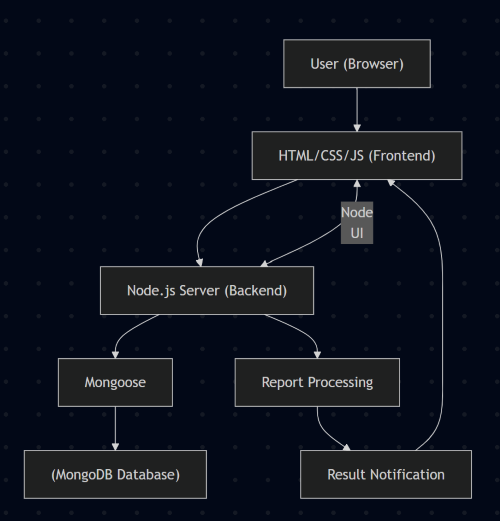 User (Browser)
HTML/CSS/JS (Frontend)
Node
UI
Node.js Server (Backend)
Mongoose
Report Processing
(MongoDB Database)
Result Notification